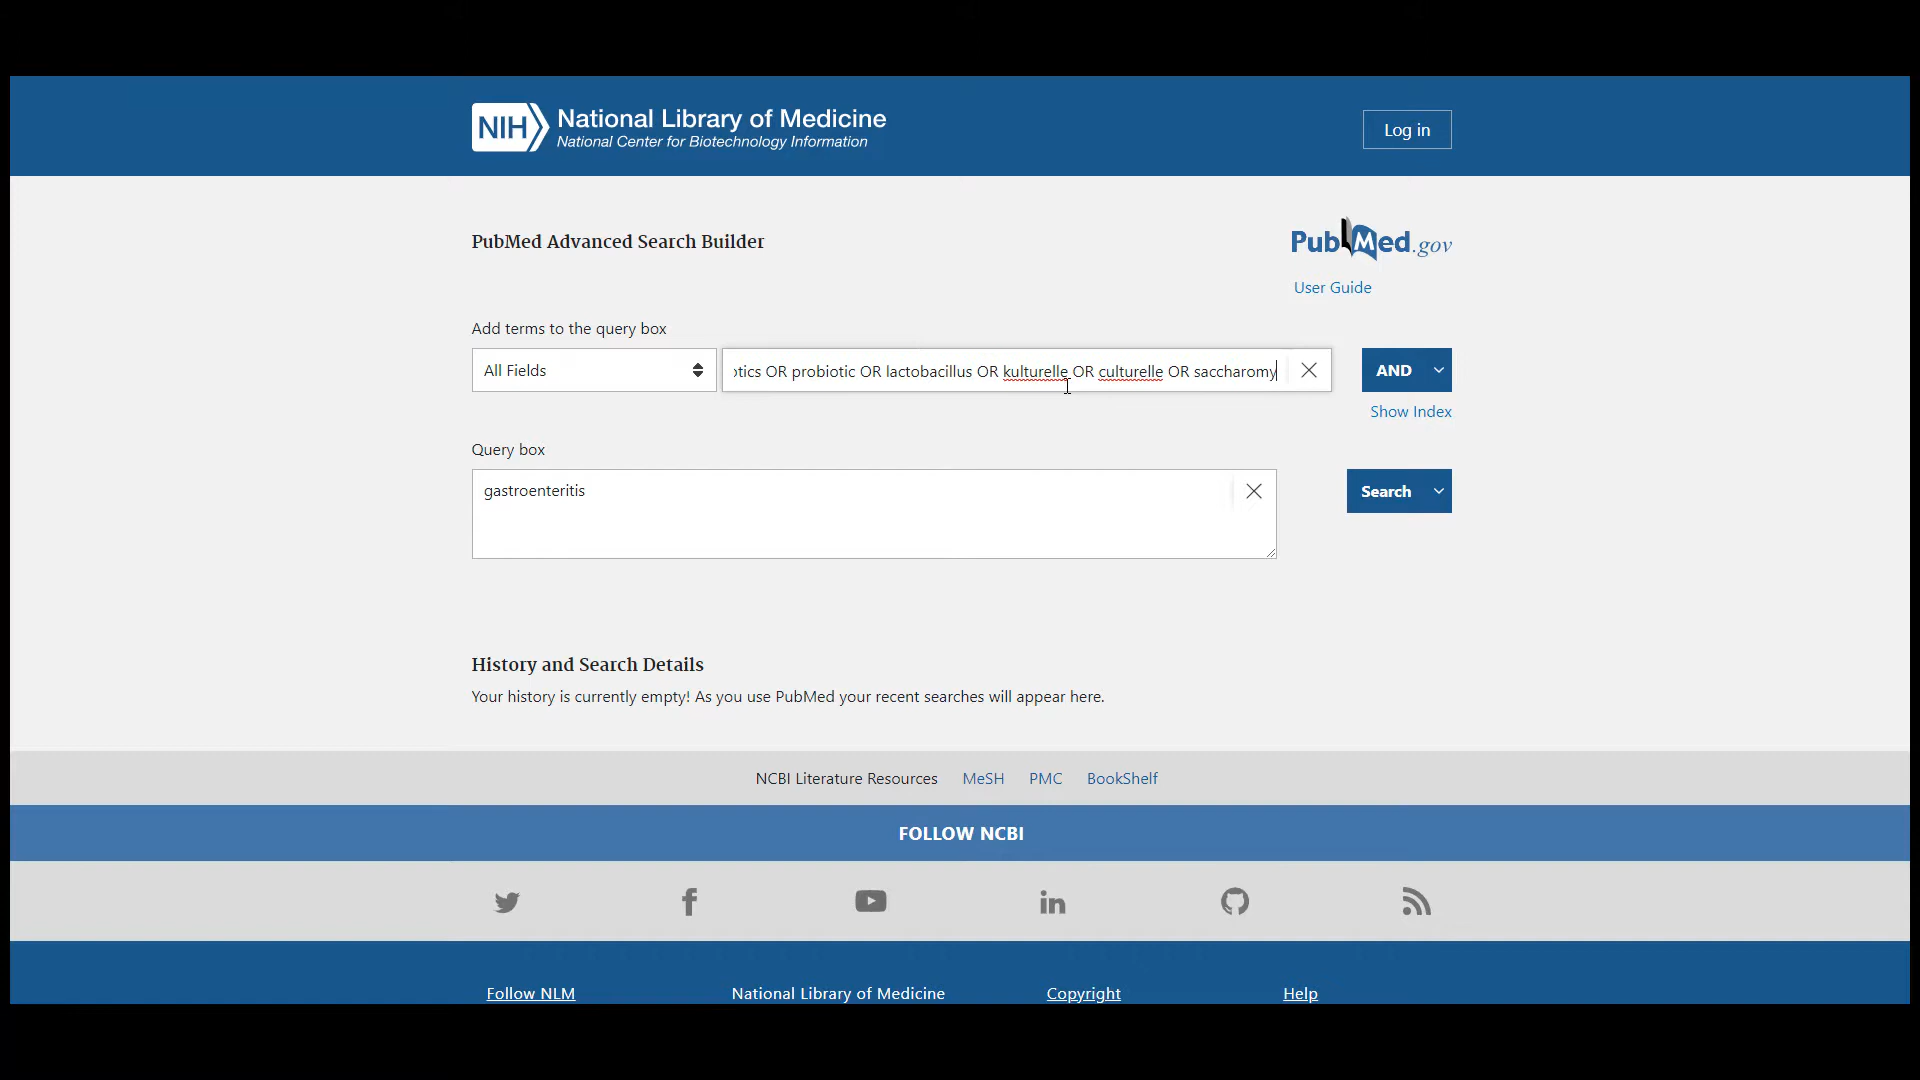 NIH National Library of Medicine
National Center for Biotechnology Information
Log in
PubMed Advanced Search Builder
PubMed.gov
User Guide
Add terms to the query box
All Fields
otics OR probiotic OR lactobacillus OR kulturelle OR culturelle OR saccharomy
AND
Show Index
Query box
gastroenteritis
Search
History and Search Details
Your history is currently empty! As you use PubMed your recent searches will appear here.
NCBI Literature Resources MeSH PMC BookShelf
FOLLOW NCBI
Follow NLM National Library of Medicine Copyright Help